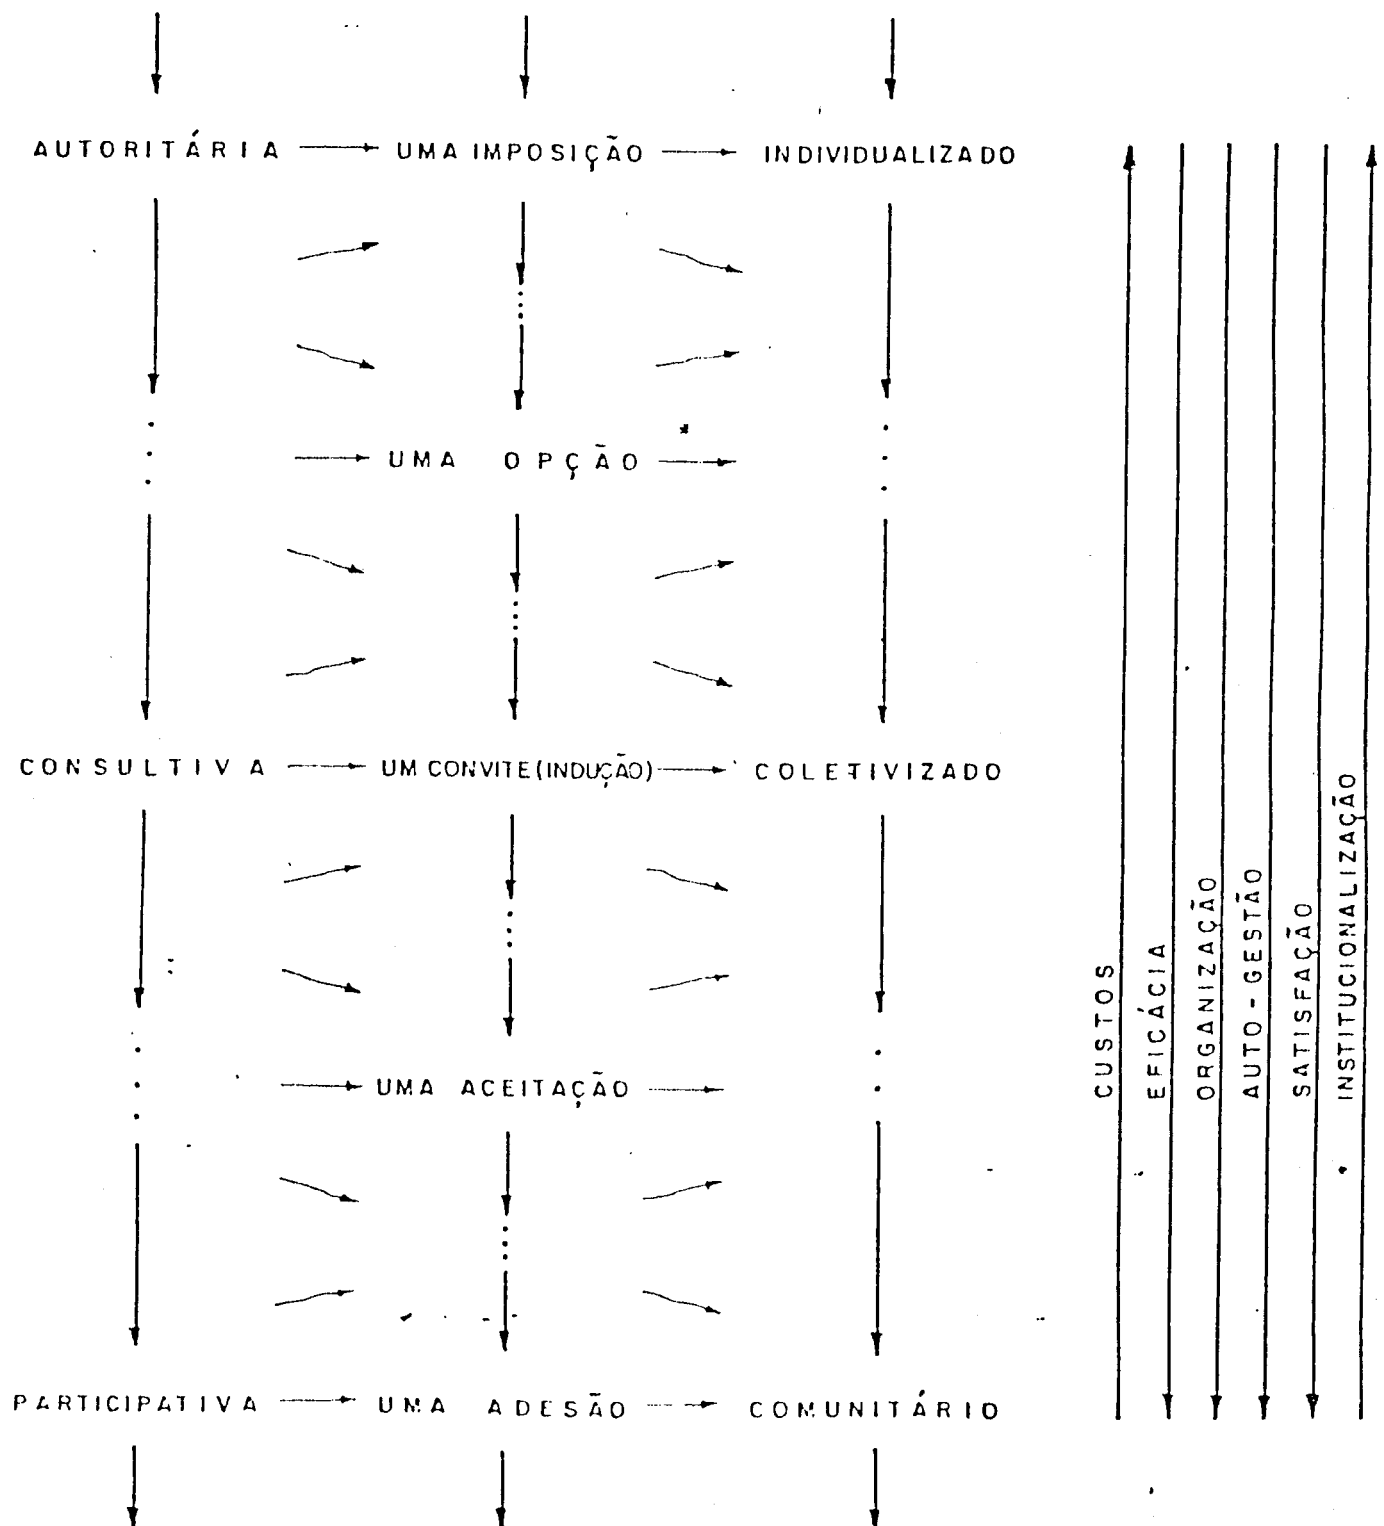 AUTORITÁRIA UMA IMPOSIÇÃO INDIVIDUALIZADO
UMA OPÇÃO
CONSULTIVA UM CONVITE (INDUÇÃO) COLETIVIZADO
UMA ACEITAÇÃO
PARTICIPATIVA UMA ADESÃO COMUNITÁRIO
CUSTOS
EFICÁCIA
ORGANIZAÇÃO
AUTO-GESTÃO
SATISFAÇÃO
INSTITUCIONALIZAÇÃO